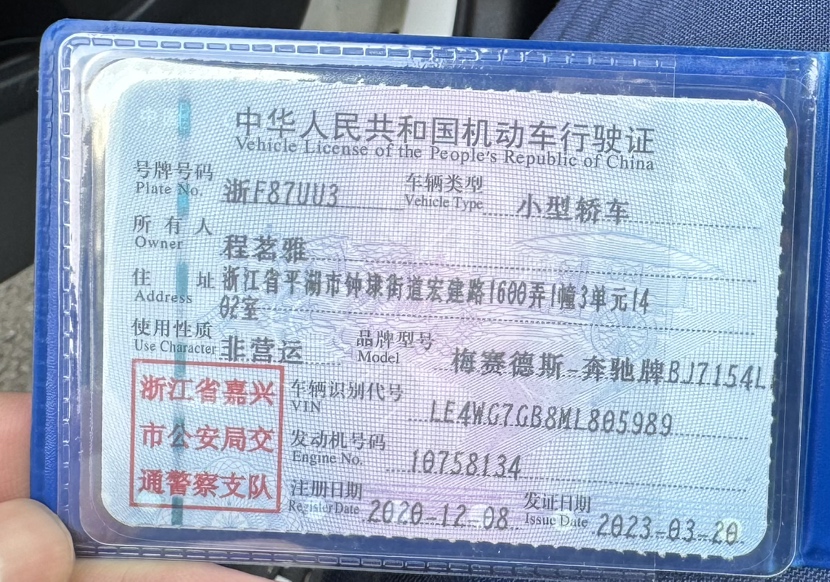 中华人民共和国机动车行驶证
Vehicle License of the People's Republic of China
号牌号码 浙F87UU3 车辆类型 小型轿车
Plate No. Vehicle Type
所有人 程茗雅
Owner
住址 浙江省平湖市钟埭街道宏建路1600弄1幢3单元14
Address 02室
使用性质 非营运 品牌型号 梅赛德斯-奔驰牌BJ7154L
Use Character Model
浙江省嘉兴
市公安局交
通警察支队
车辆识别代号 LE4WG7GB8ML805989
VIN
发动机号码 10758134
Engine No.
注册日期 2020-12-08 发证日期 2023-03-20
Register Date Issue Date